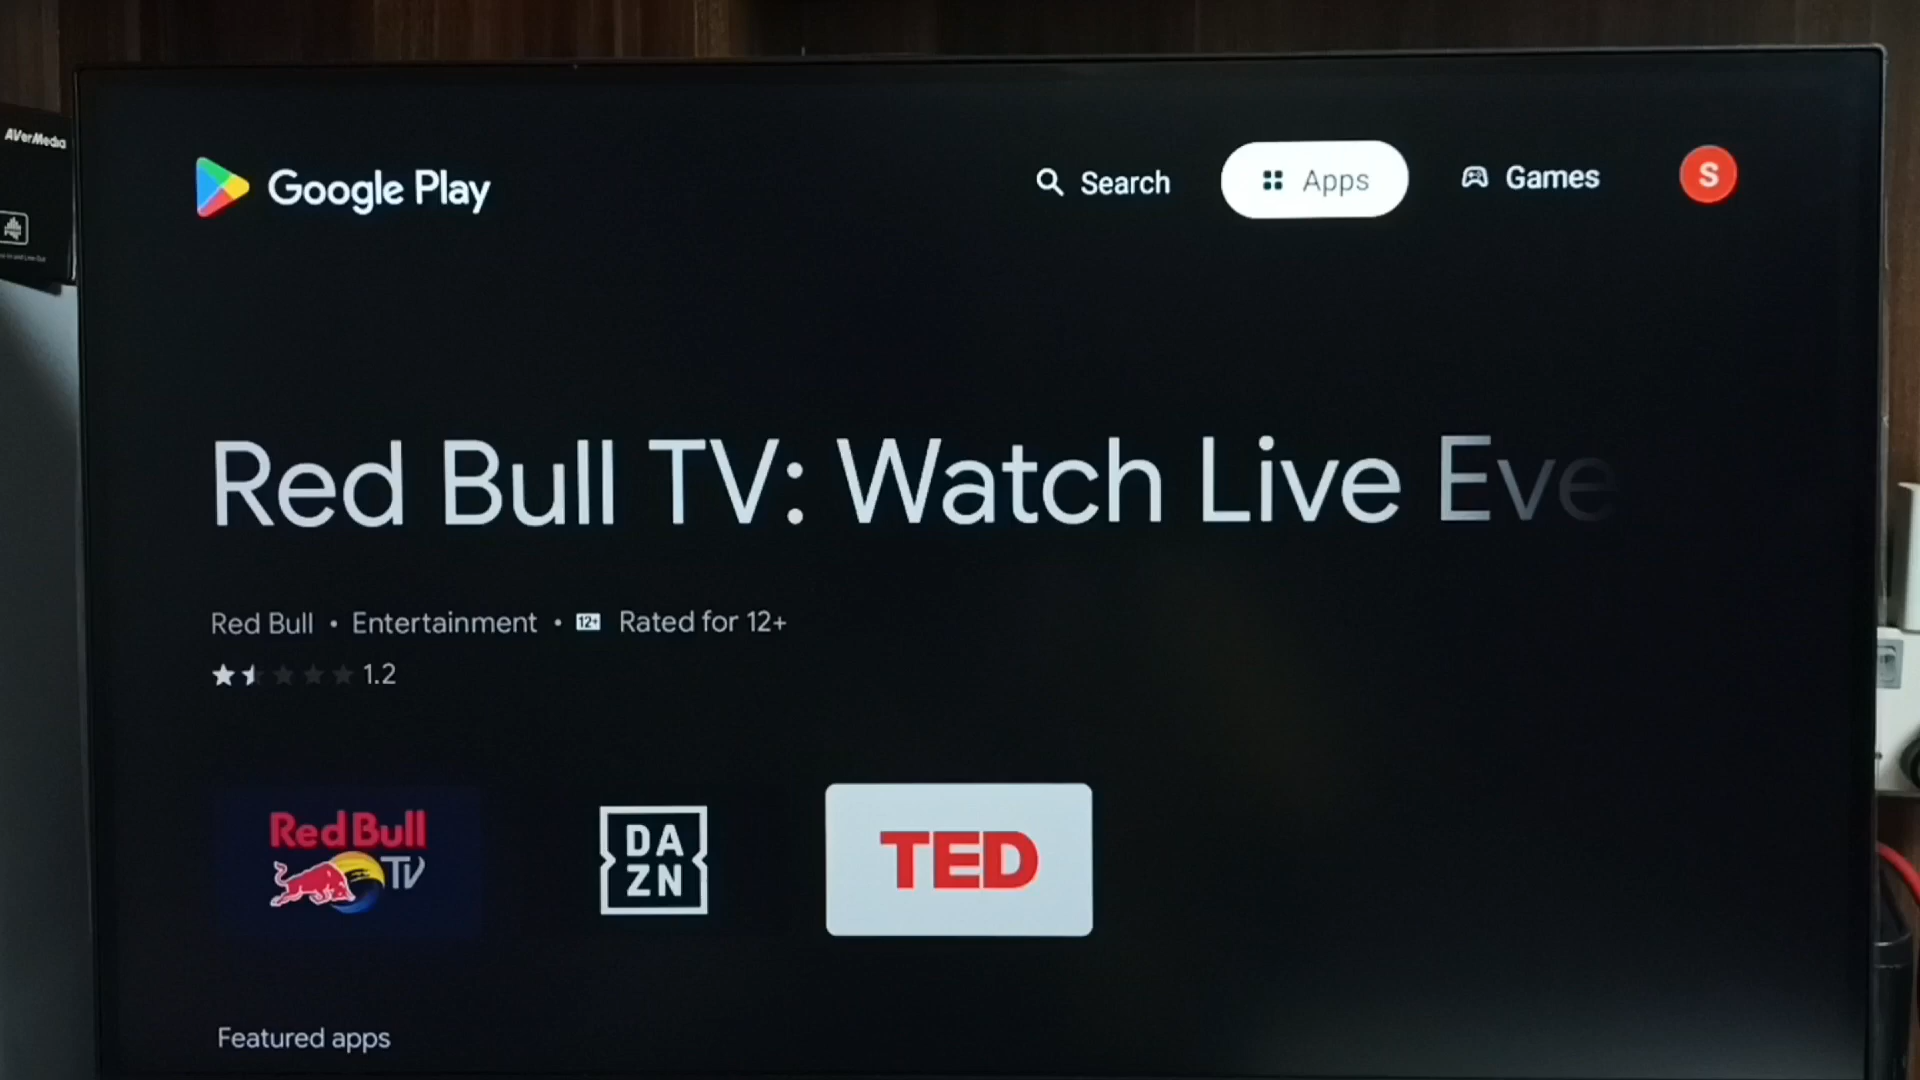 AVerMedia
Google Play
Search
Apps
Games
S
Red Bull TV: Watch Live Eve
Red Bull • Entertainment • 12+ Rated for 12+
1.2
Red Bull
TV
DA
ZN
TED
Featured apps